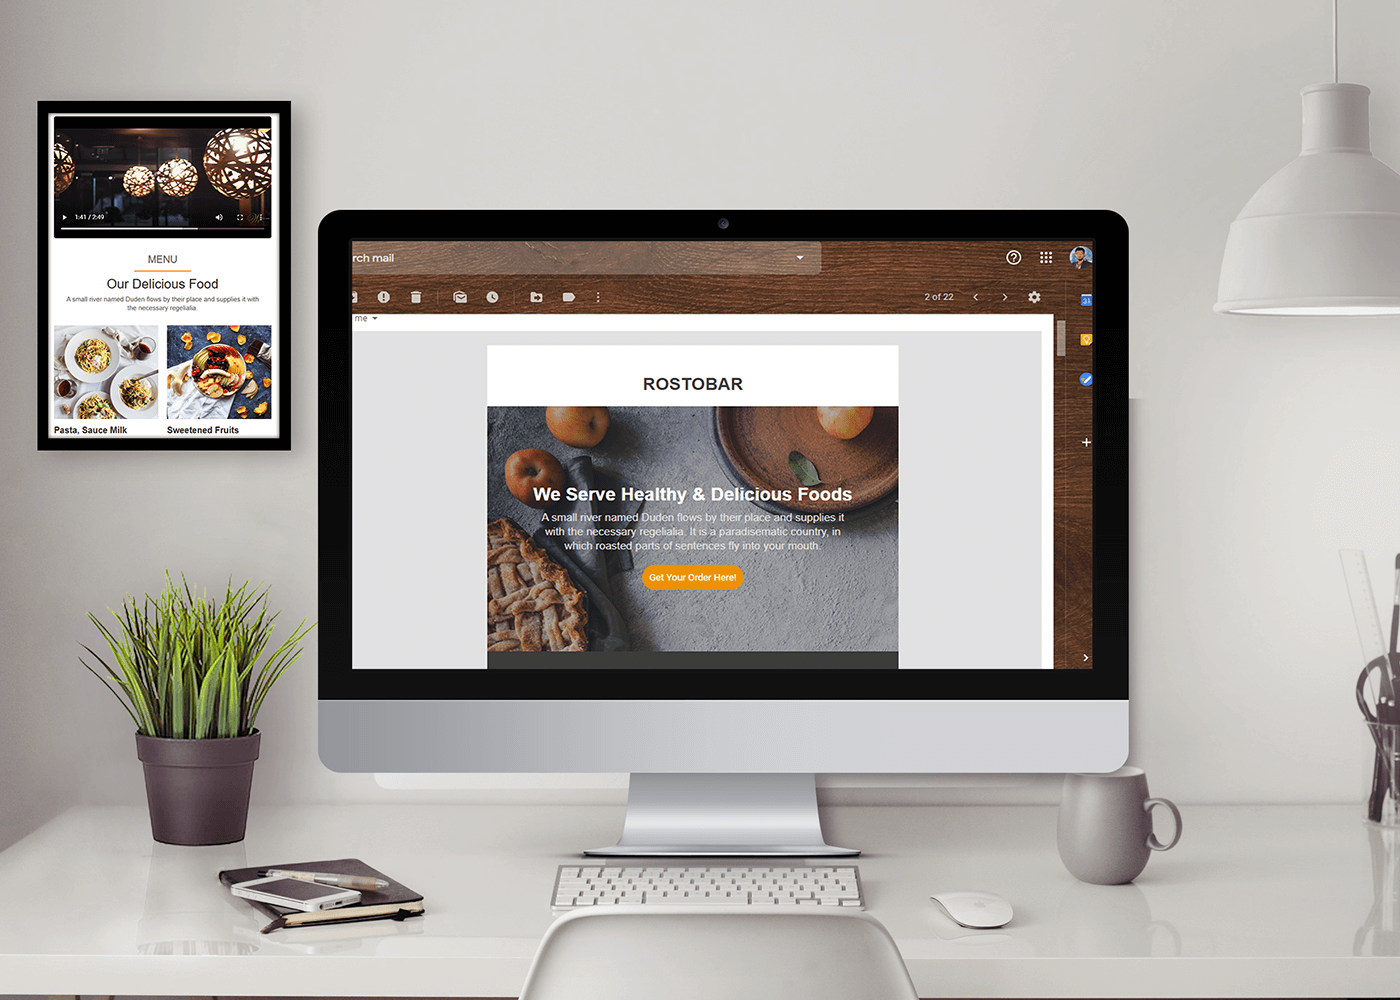 1:41 / 2:49
MENU
Our Delicious Food
A small river named Duden flows by their place and supplies it with
the necessary regelialia.
Pasta, Sauce Milk
Sweetened Fruits
rch mail
2 of 22
me
31
ROSTOBAR
We Serve Healthy & Delicious Foods
A small river named Duden flows by their place and supplies it
with the necessary regelialia. It is a paradisematic country, in
which roasted parts of sentences fly into your mouth.
Get Your Order Here!